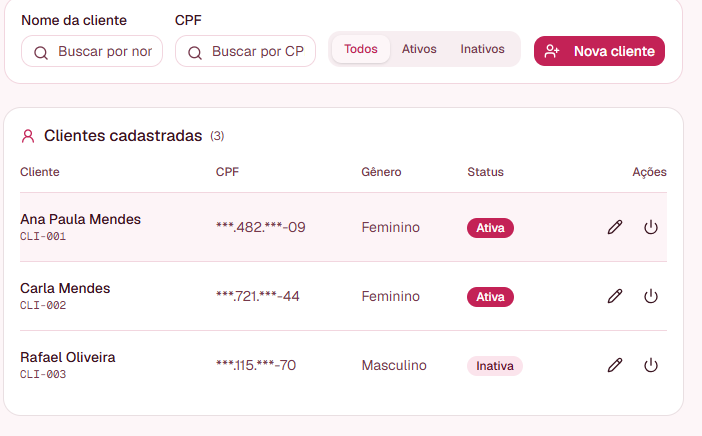 Nome da cliente CPF
Buscar por nor Buscar por CP Todos Ativos Inativos Nova cliente
Clientes cadastradas (3)
Cliente CPF Gênero Status Ações
Ana Paula Mendes
CLI-001
***.482.***-09 Feminino Ativa
Carla Mendes
CLI-002
***.721.***-44 Feminino Ativa
Rafael Oliveira
CLI-003
***.115.***-70 Masculino Inativa